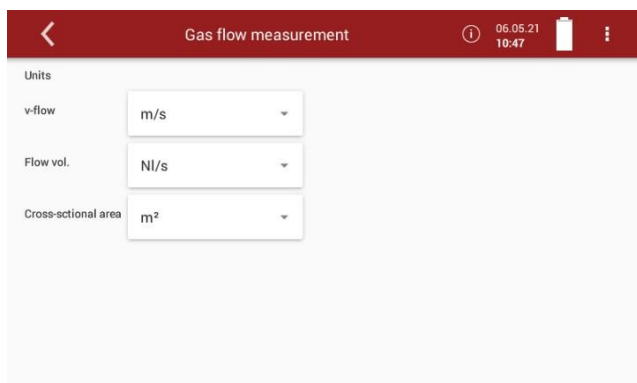 Gas flow measurement
06.05.21
10:47
Units
v-flow
m/s
Flow vol.
Nl/s
Cross-sctional area
m²